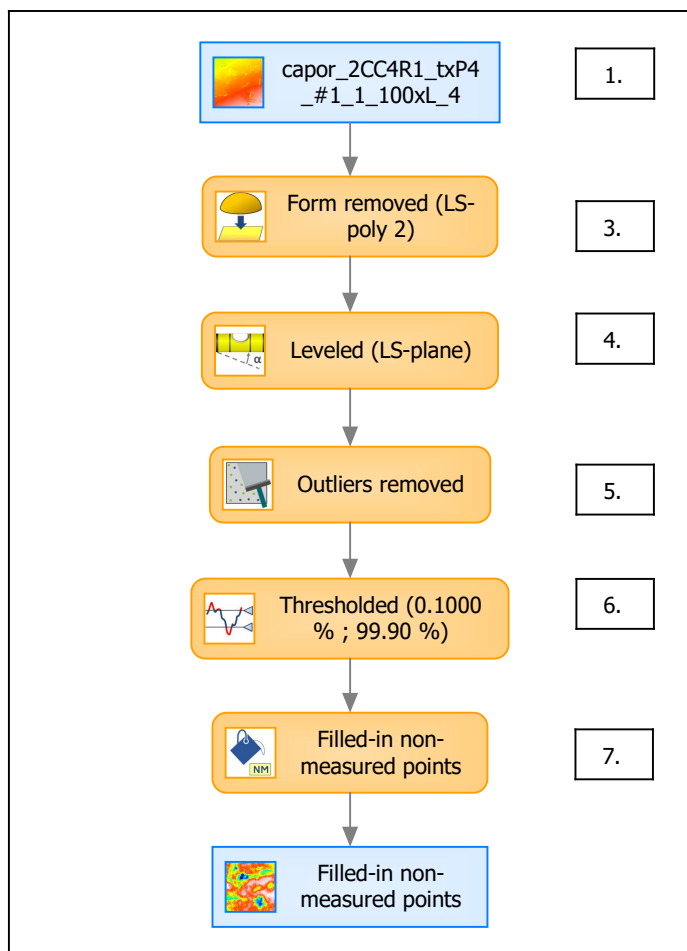 capor_2CC4R1_txP4
_#1_1_100xL_4
1.
Form removed (LS-
poly 2)
3.
α
Leveled (LS-plane)
4.
Outliers removed
5.
Thresholded (0.1000
% ; 99.90 %)
6.
NM
Filled-in non-
measured points
7.
Filled-in non-
measured points